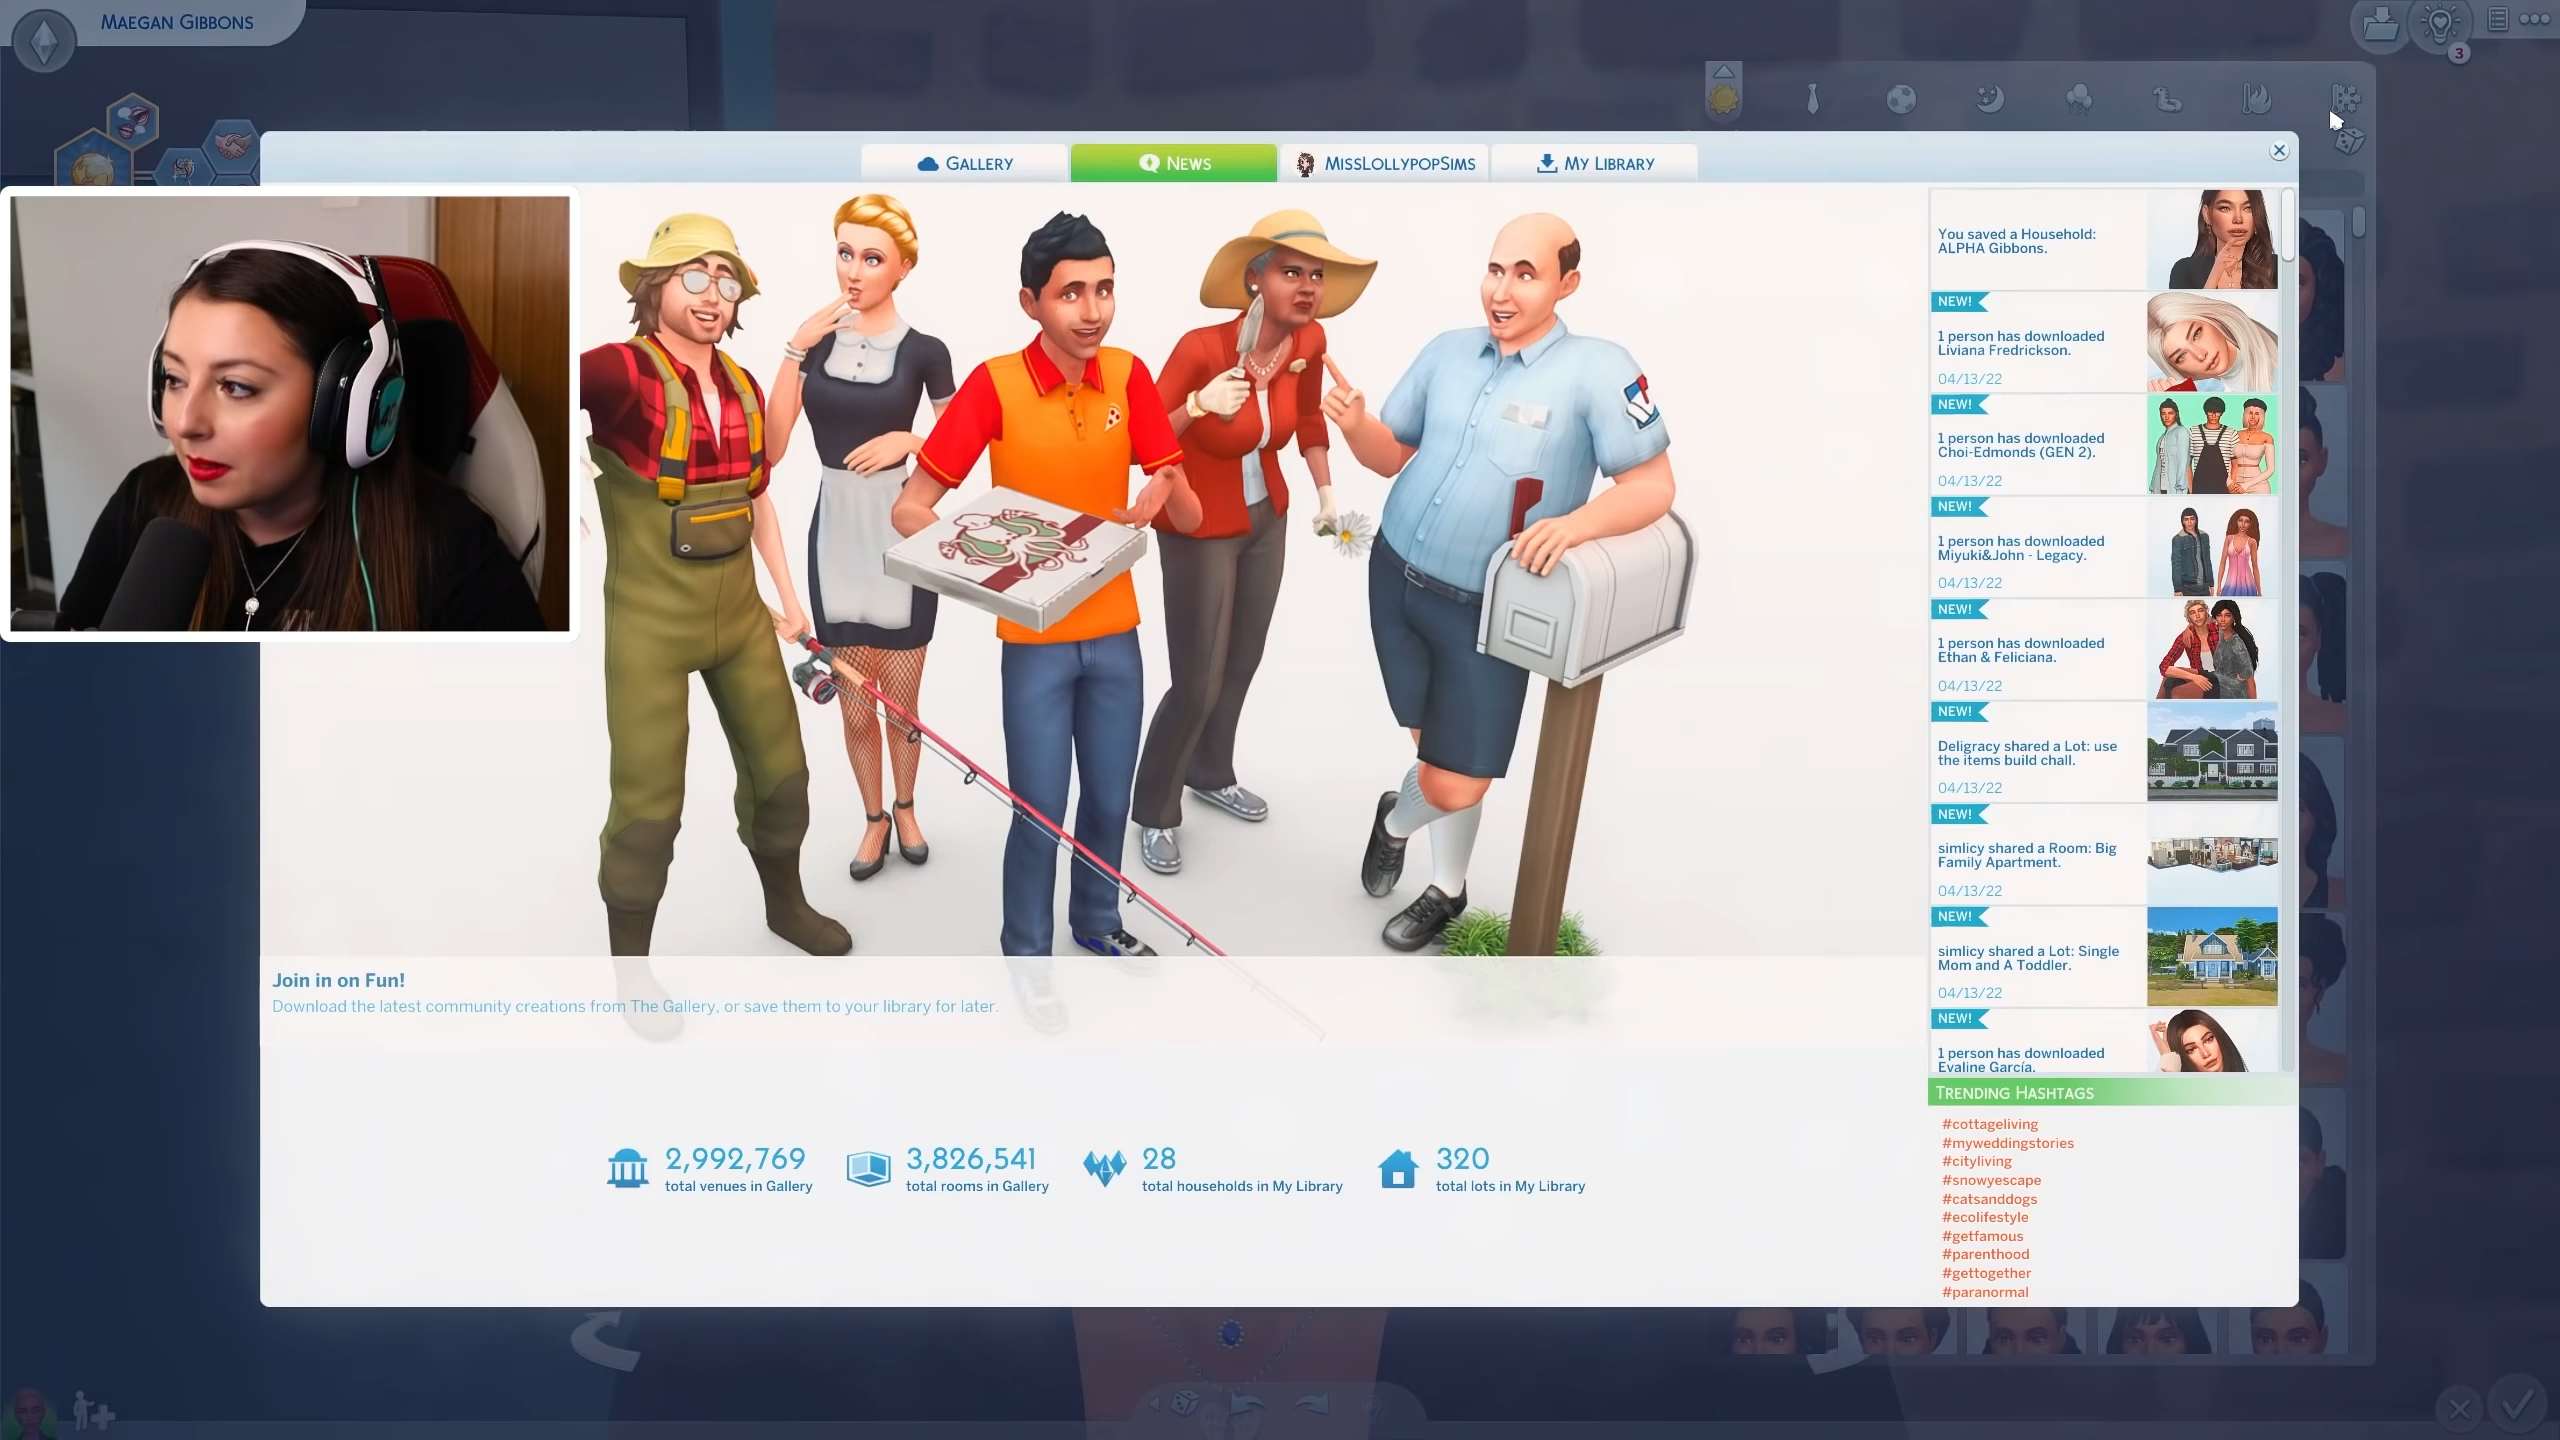 MAEGAN GIBBONS
3
GALLERY
NEWS
MISSLOLLYPOPSIMS
MY LIBRARY
You saved a Household:
ALPHA Gibbons.
NEW!
1 person has downloaded
Liviana Fredrickson.
04/13/22
NEW!
1 person has downloaded
Choi-Edmonds (GEN 2).
04/13/22
NEW!
1 person has downloaded
Miyuki&John - Legacy.
04/13/22
NEW!
1 person has downloaded
Ethan & Feliciana.
04/13/22
NEW!
Deligracy shared a Lot: use
the items build chall.
04/13/22
NEW!
simlicy shared a Room: Big
Family Apartment.
04/13/22
NEW!
simlicy shared a Lot: Single
Mom and A Toddler.
04/13/22
NEW!
1 person has downloaded
Evaline García.
Join in on Fun!
Download the latest community creations from The Gallery, or save them to your library for later.
2,992,769
total venues in Gallery
3,826,541
total rooms in Gallery
28
total households in My Library
320
total lots in My Library
TRENDING HASHTAGS
#cottageliving
#myweddingstories
#cityliving
#snowyescape
#catsanddogs
#ecolifestyle
#getfamous
#parenthood
#gettogether
#paranormal